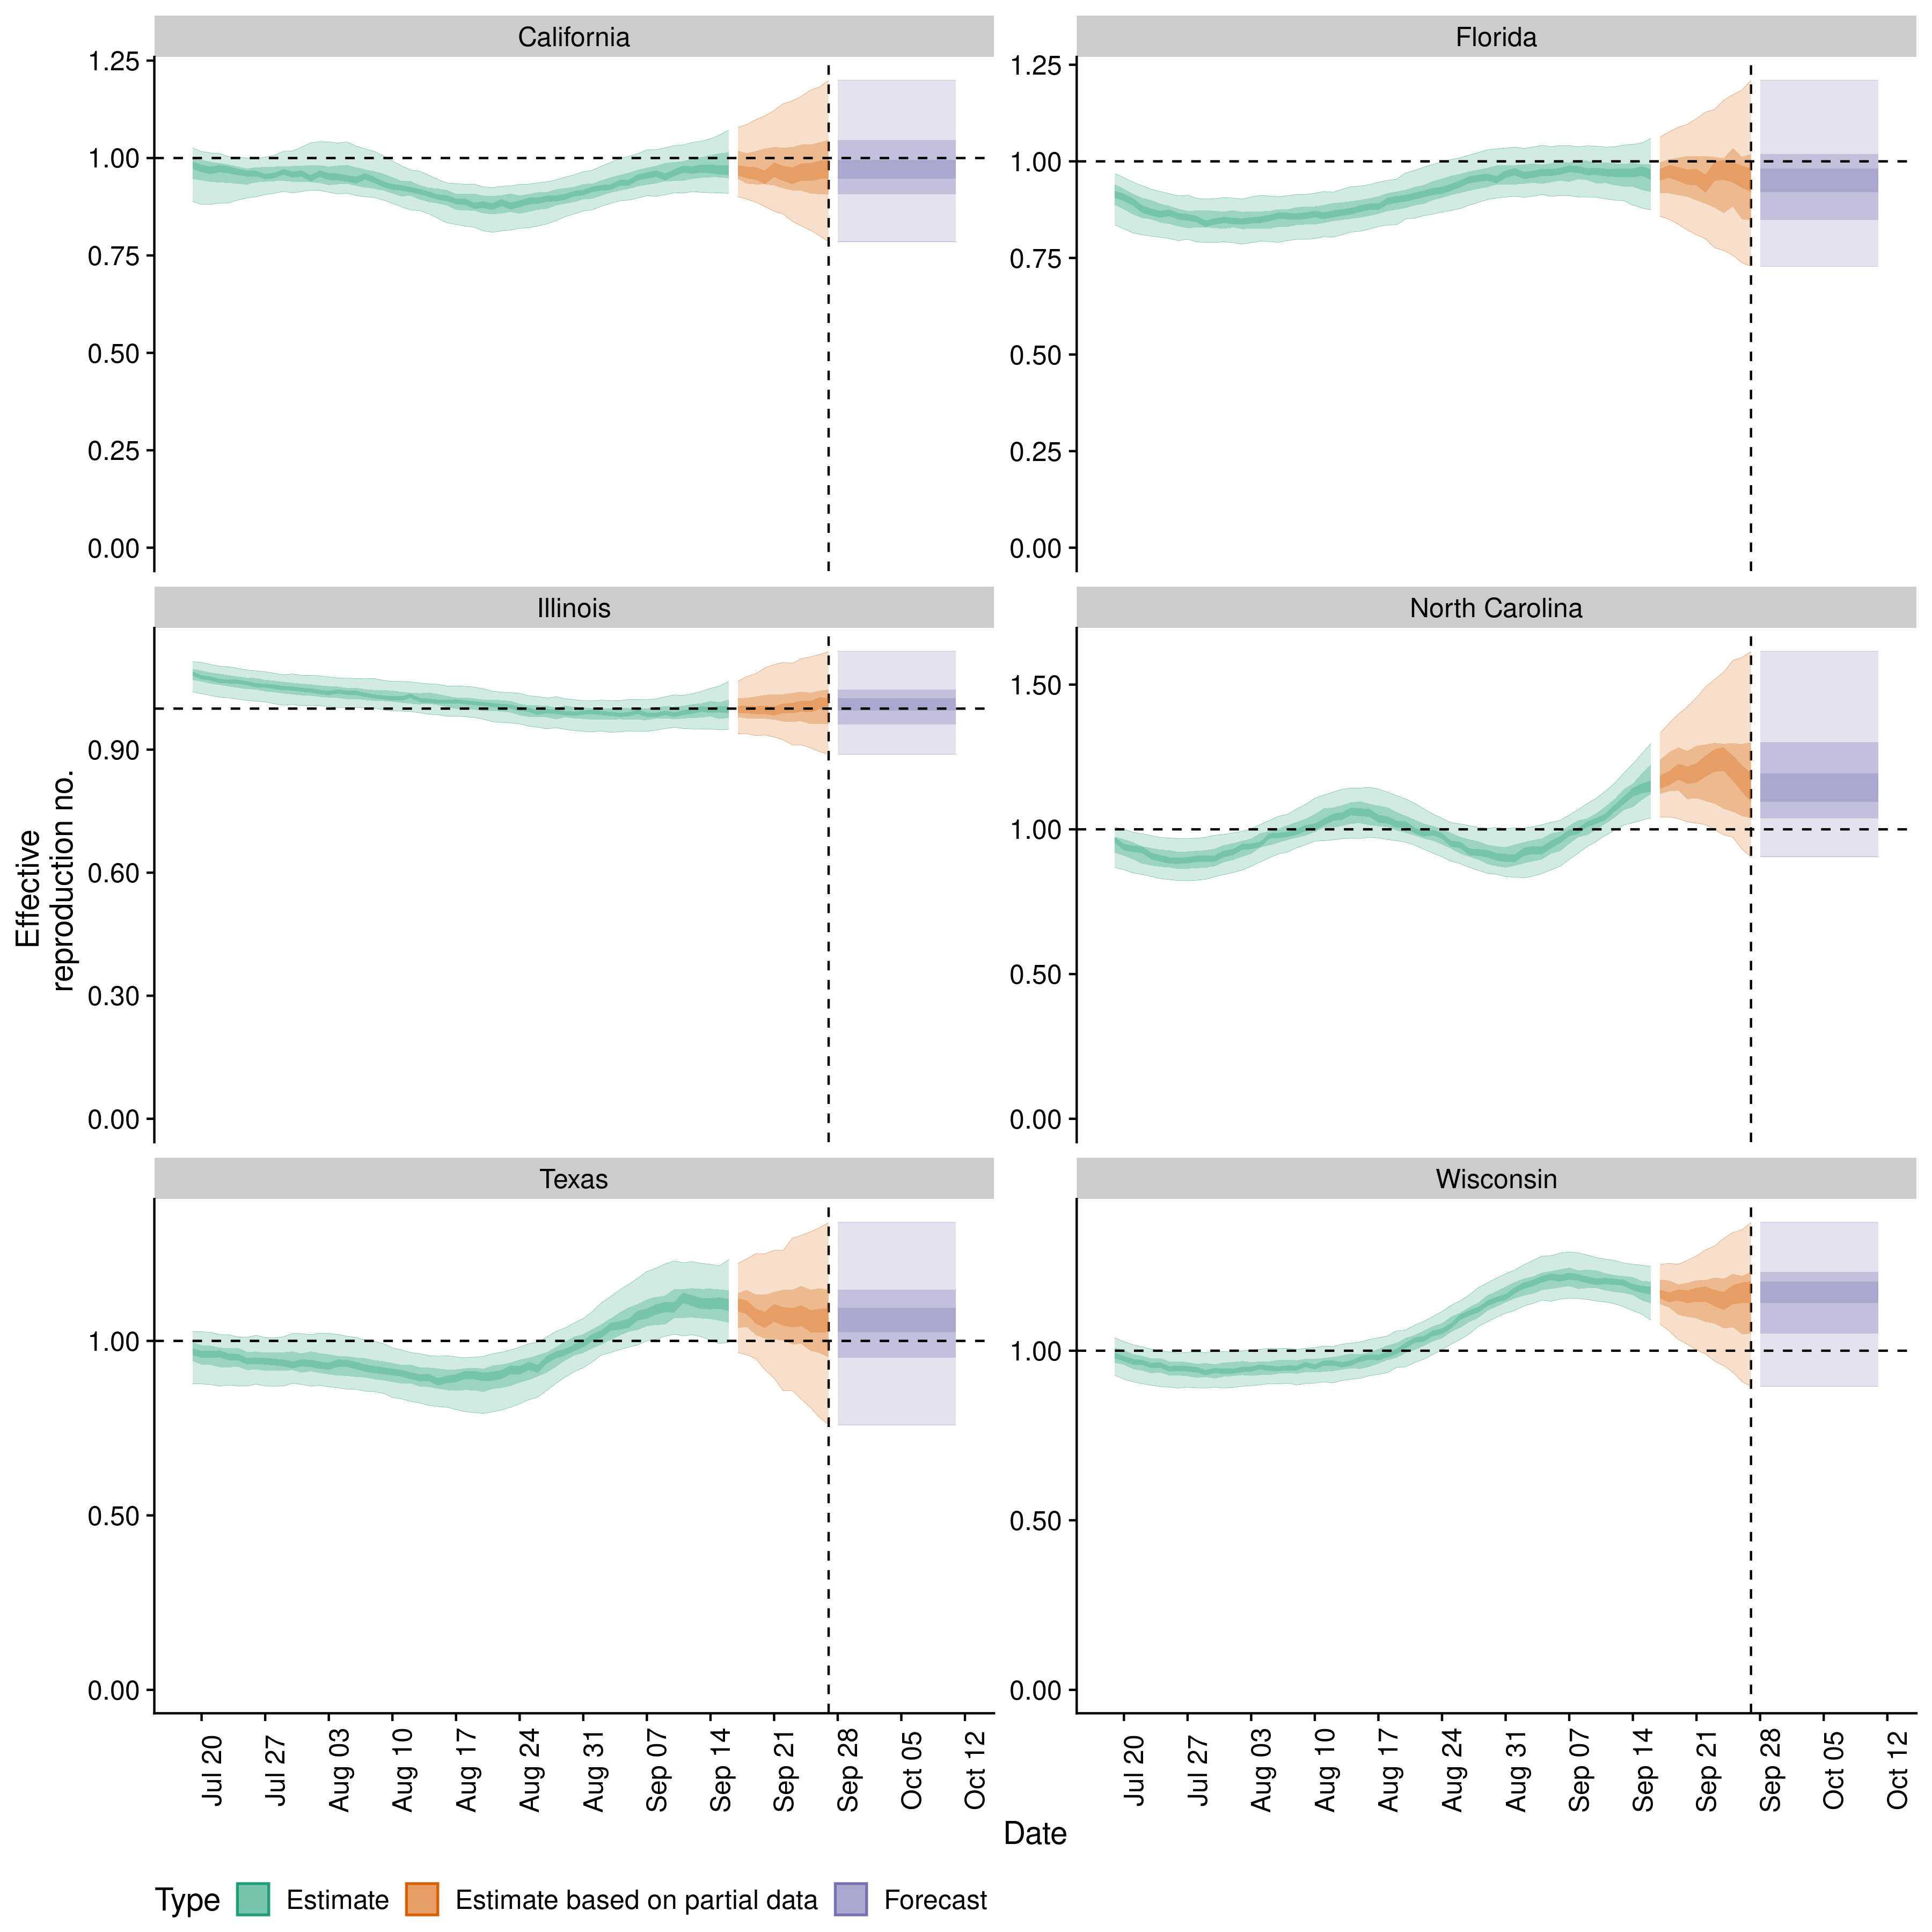 California
Florida
1.25
1.00
0.75
0.50
0.25
0.00
1.25
1.00
0.75
0.50
0.25
0.00
Illinois
North Carolina
0.90
0.60
0.30
0.00
1.50
1.00
0.50
0.00
Texas
Wisconsin
1.00
0.50
0.00
1.00
0.50
0.00
Effective
reproduction no.
Jul 20
Jul 27
Aug 03
Aug 10
Aug 17
Aug 24
Aug 31
Sep 07
Sep 14
Sep 21
Sep 28
Oct 05
Oct 12
Jul 20
Jul 27
Aug 03
Aug 10
Aug 17
Aug 24
Aug 31
Sep 07
Sep 14
Sep 21
Sep 28
Oct 05
Oct 12
Date
Type Estimate Estimate based on partial data Forecast